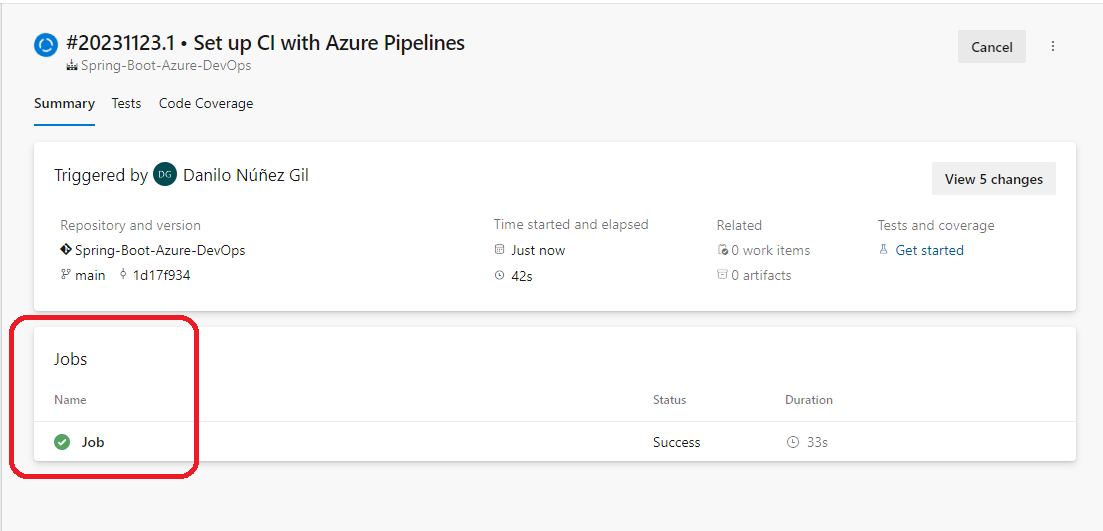 #20231123.1 • Set up CI with Azure Pipelines
Cancel
Spring-Boot-Azure-DevOps
Summary Tests Code Coverage
Triggered by DG Danilo Núñez Gil
View 5 changes
Repository and version Time started and elapsed Related Tests and coverage
Spring-Boot-Azure-DevOps Just now 0 work items Get started
main 1d17f934 42s 0 artifacts
Jobs
Name Status Duration
Job Success 33s